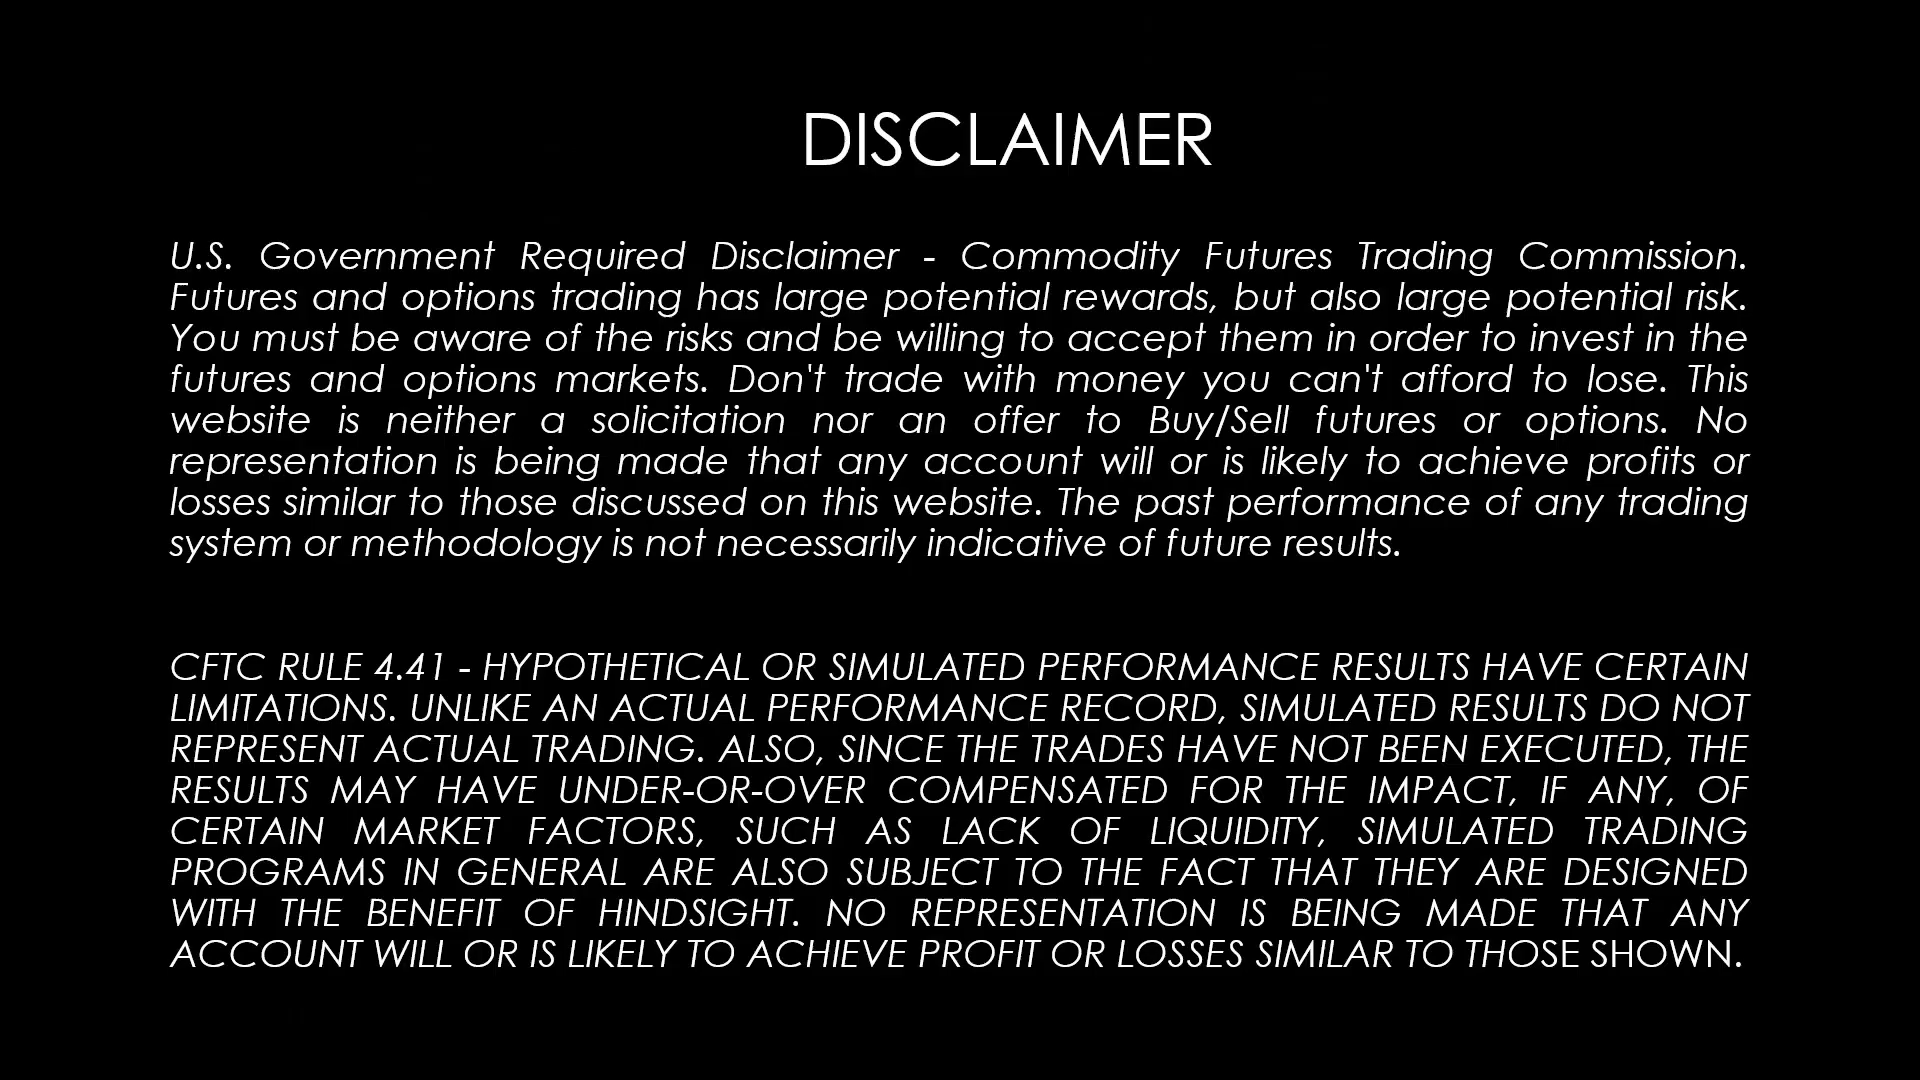 DISCLAIMER
U.S. Government Required Disclaimer - Commodity Futures Trading Commission.
Futures and options trading has large potential rewards, but also large potential risk.
You must be aware of the risks and be willing to accept them in order to invest in the
futures and options markets. Don't trade with money you can't afford to lose. This
website is neither a solicitation nor an offer to Buy/Sell futures or options. No
representation is being made that any account will or is likely to achieve profits or
losses similar to those discussed on this website. The past performance of any trading
system or methodology is not necessarily indicative of future results.
CFTC RULE 4.41 - HYPOTHETICAL OR SIMULATED PERFORMANCE RESULTS HAVE CERTAIN
LIMITATIONS. UNLIKE AN ACTUAL PERFORMANCE RECORD, SIMULATED RESULTS DO NOT
REPRESENT ACTUAL TRADING. ALSO, SINCE THE TRADES HAVE NOT BEEN EXECUTED, THE
RESULTS MAY HAVE UNDER-OR-OVER COMPENSATED FOR THE IMPACT, IF ANY, OF
CERTAIN MARKET FACTORS, SUCH AS LACK OF LIQUIDITY, SIMULATED TRADING
PROGRAMS IN GENERAL ARE ALSO SUBJECT TO THE FACT THAT THEY ARE DESIGNED
WITH THE BENEFIT OF HINDSIGHT. NO REPRESENTATION IS BEING MADE THAT ANY
ACCOUNT WILL OR IS LIKELY TO ACHIEVE PROFIT OR LOSSES SIMILAR TO THOSE SHOWN.